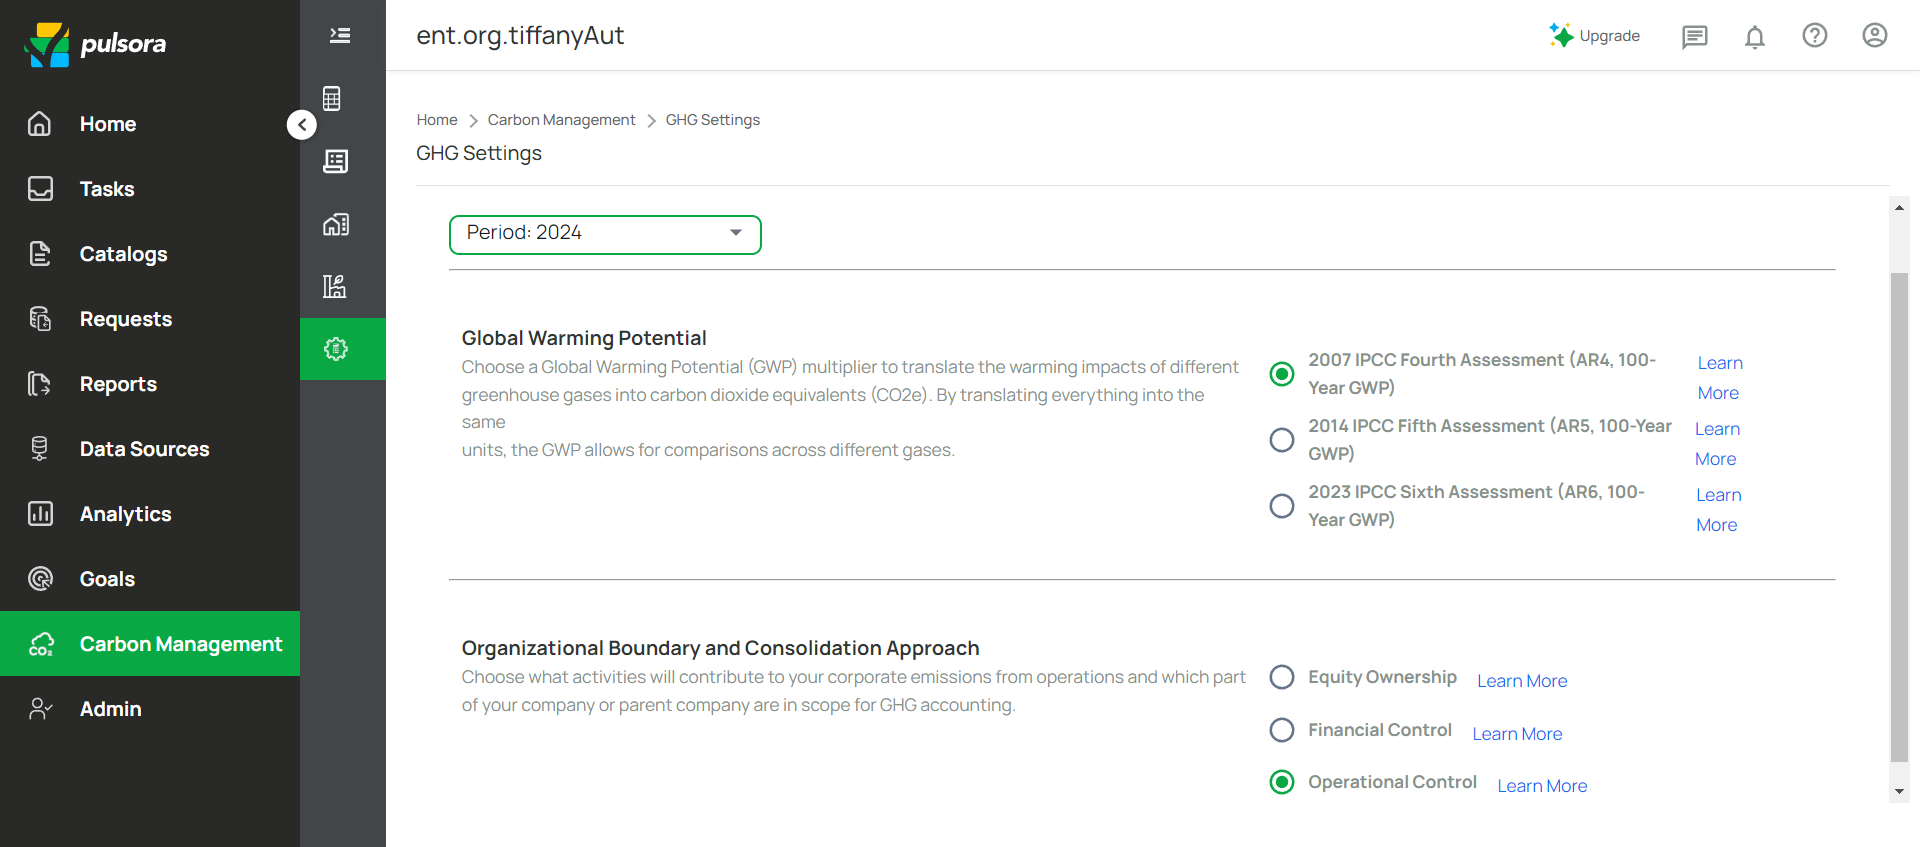 pulsora
Home
Tasks
Catalogs
Requests
Reports
Data Sources
Analytics
Goals
CO₂
Carbon Management
Admin
ent.org.tiffanyAut
Upgrade
Home > Carbon Management > GHG Settings
GHG Settings
Period: 2024
Global Warming Potential
Choose a Global Warming Potential (GWP) multiplier to translate the warming impacts of different
greenhouse gases into carbon dioxide equivalents (CO2e). By translating everything into the
same
units, the GWP allows for comparisons across different gases.
2007 IPCC Fourth Assessment (AR4, 100-
Year GWP)
Learn
More
2014 IPCC Fifth Assessment (AR5, 100-Year
GWP)
Learn
More
2023 IPCC Sixth Assessment (AR6, 100-
Year GWP)
Learn
More
Organizational Boundary and Consolidation Approach
Choose what activities will contribute to your corporate emissions from operations and which part
of your company or parent company are in scope for GHG accounting.
Equity Ownership Learn More
Financial Control Learn More
Operational Control Learn More